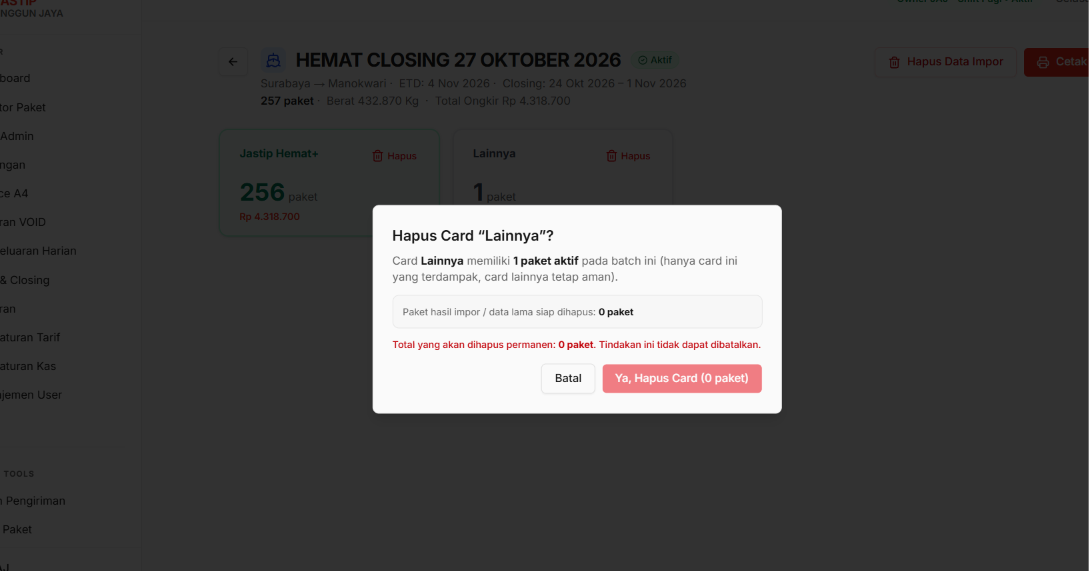 NGGUN JAYA
board
tor Paket
Admin
ngan
ce A4
ran VOID
eluaran Harian
& Closing
ran
aturan Tarif
aturan Kas
jemen User
TOOLS
Pengiriman
Paket
HEMAT CLOSING 27 OKTOBER 2026
Aktif
Hapus Data Impor
Cetak
Surabaya → Manokwari · ETD: 4 Nov 2026 · Closing: 24 Okt 2026 – 1 Nov 2026
257 paket · Berat 432.870 Kg · Total Ongkir Rp 4.318.700
Jastip Hemat+
Hapus
256 paket
Rp 4.318.700
Lainnya
Hapus
1 paket
Hapus Card “Lainnya”?
Card Lainnya memiliki 1 paket aktif pada batch ini (hanya card ini
yang terdampak, card lainnya tetap aman).
Paket hasil impor / data lama siap dihapus: 0 paket
Total yang akan dihapus permanen: 0 paket. Tindakan ini tidak dapat dibatalkan.
Batal
Ya, Hapus Card (0 paket)